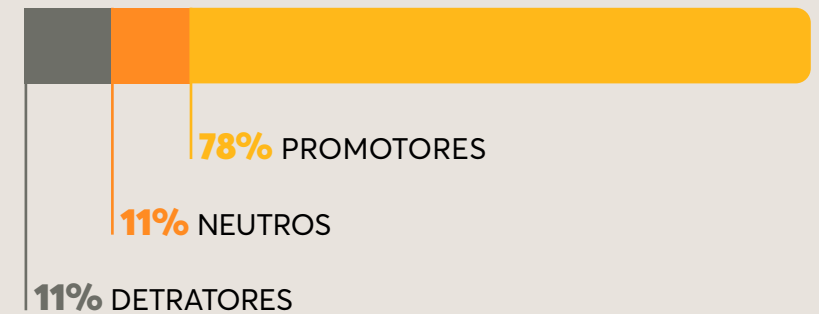 78% PROMOTORES
11% NEUTROS
11% DETRATORES